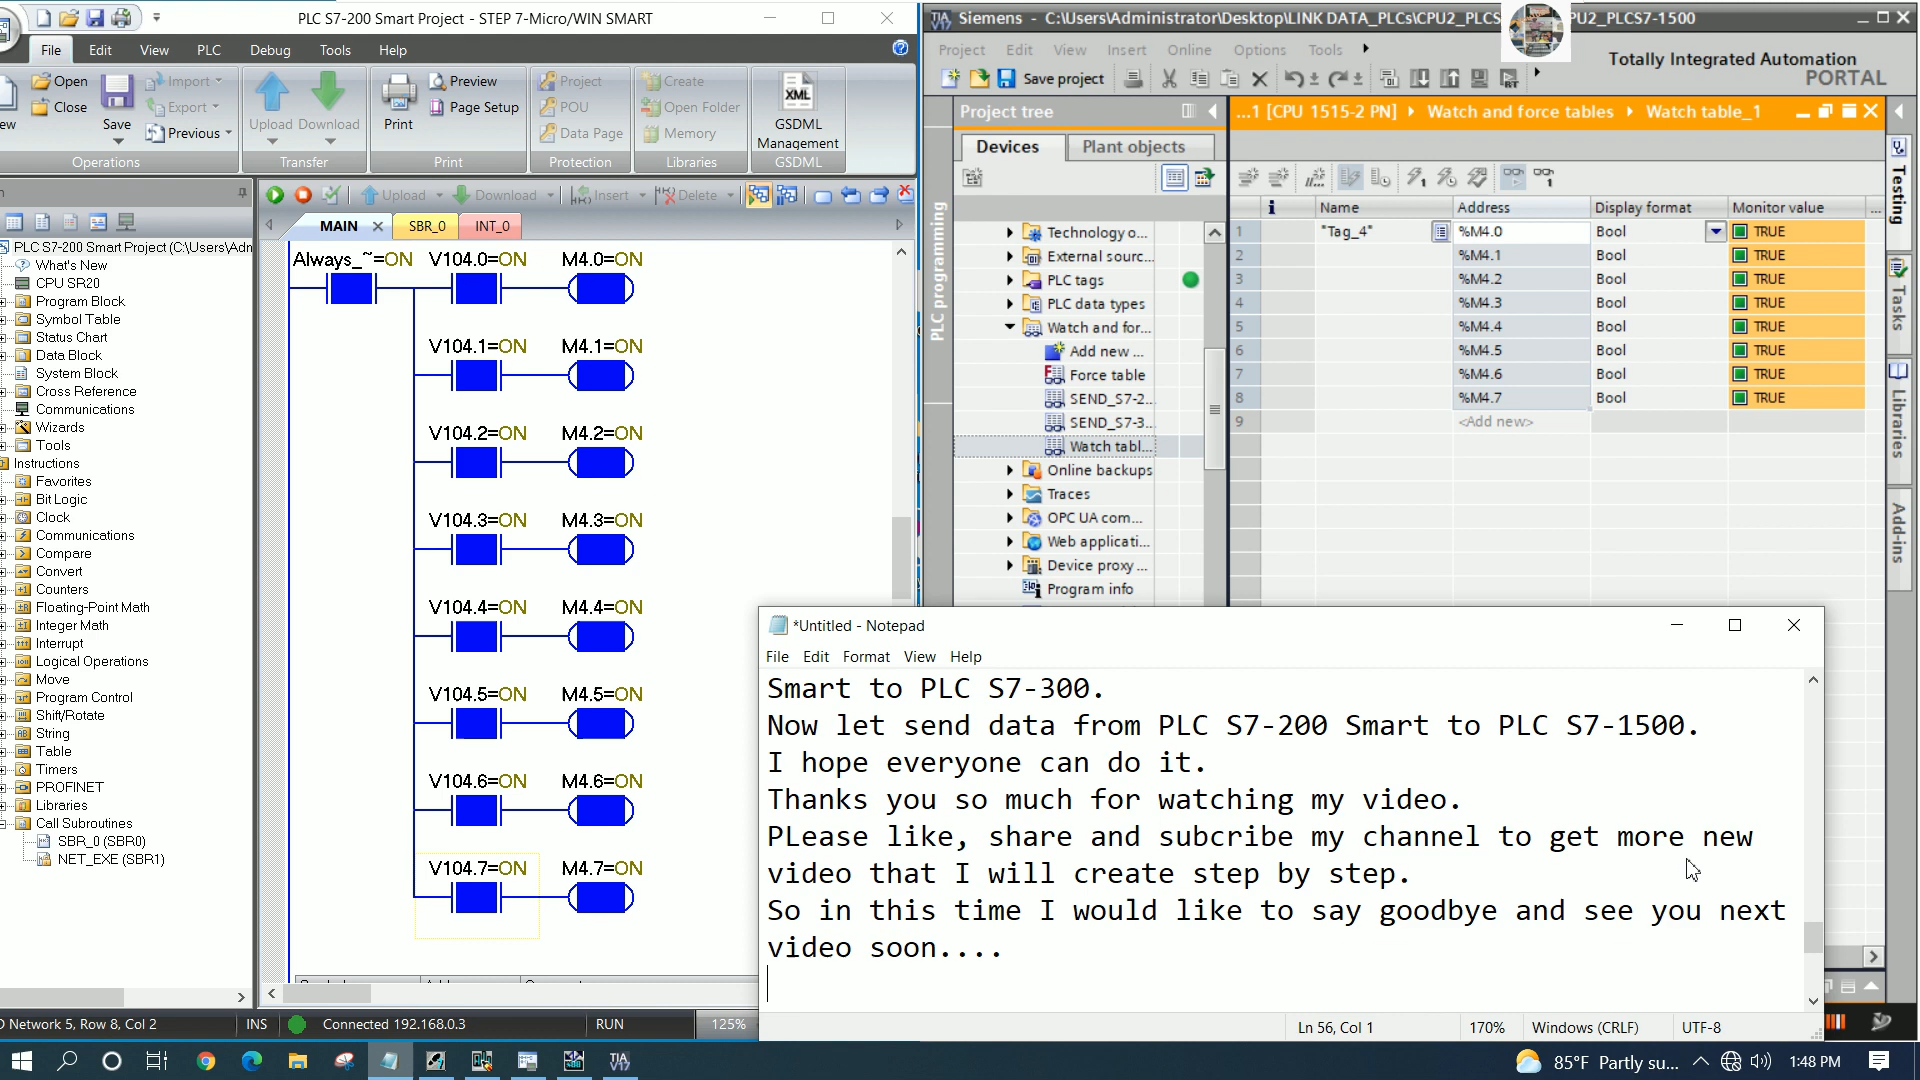 PLC S7-200 Smart Project - STEP 7-Micro/WIN SMART
File Edit View PLC Debug Tools Help
Open Import Project Create
Close Export POU Open Folder
Save Previous Data Page Memory
Upload Download Print Preview Page Setup
XML
GSDML
Management
Operations Transfer Print Protection Libraries GSDML
Upload Download Insert Delete
MAIN SBR_0 INT_0
PLC S7-200 Smart Project (C:\Users\Adn
What's New
CPU SR20
Program Block
Symbol Table
Status Chart
Data Block
System Block
Cross Reference
Communications
Wizards
Tools
Instructions
Favorites
Bit Logic
Clock
Communications
Compare
Convert
Counters
Floating-Point Math
Integer Math
Interrupt
Logical Operations
Move
Program Control
Shift/Rotate
String
Table
Timers
PROFINET
Libraries
Call Subroutines
SBR_0 (SBR0)
NET_EXE (SBR1)
Always_~=ON V104.0=ON M4.0=ON
V104.1=ON M4.1=ON
V104.2=ON M4.2=ON
V104.3=ON M4.3=ON
V104.4=ON M4.4=ON
V104.5=ON M4.5=ON
V104.6=ON M4.6=ON
V104.7=ON M4.7=ON
Network 5, Row 8, Col 2 INS Connected 192.168.0.3 RUN 125%
Siemens - C:\Users\Administrator\Desktop\LINK DATA_PLCs\CPU2_PLCS PU2_PLCS7-1500
Project Edit View Insert Online Options Tools
Totally Integrated Automation
PORTAL
Save project
Project tree
...1 [CPU 1515-2 PN] Watch and force tables Watch table_1
Devices Plant objects
PLC programming
Technology o...
External sourc...
PLC tags
PLC data types
Watch and for...
Add new ...
Force table
SEND_S7-2...
SEND_S7-3...
Watch tabl...
Online backups
Traces
OPC UA com...
Web applicati...
Device proxy ...
Program info
i Name Address Display format Monitor value ...
1 "Tag_4" %M4.0 Bool TRUE
2 %M4.1 Bool TRUE
3 %M4.2 Bool TRUE
4 %M4.3 Bool TRUE
5 %M4.4 Bool TRUE
6 %M4.5 Bool TRUE
7 %M4.6 Bool TRUE
8 %M4.7 Bool TRUE
9 <Add new>
Testing
Tasks
Libraries
Add-ins
*Untitled - Notepad
File Edit Format View Help
Smart to PLC S7-300.
Now let send data from PLC S7-200 Smart to PLC S7-1500.
I hope everyone can do it.
Thanks you so much for watching my video.
PLease like, share and subcribe my channel to get more new
video that I will create step by step.
So in this time I would like to say goodbye and see you next
video soon....
Ln 56, Col 1 170% Windows (CRLF) UTF-8
85°F Partly su... 1:48 PM